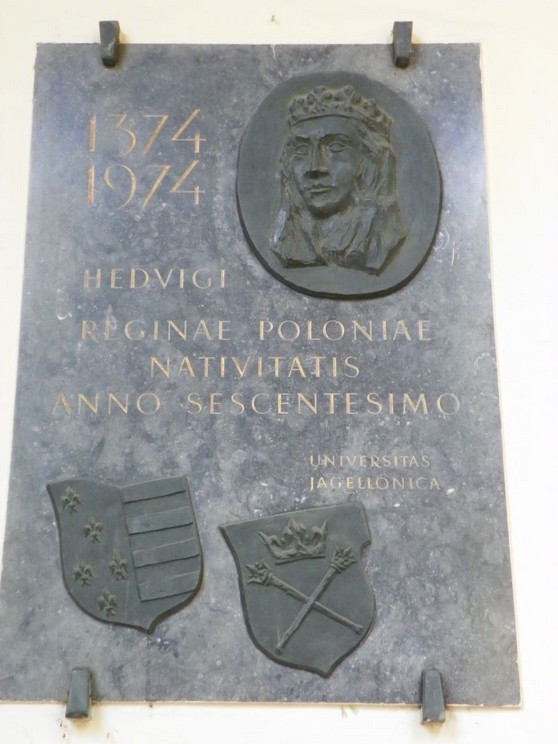 1374
1974
HEDVIGI
REGINAE POLONIAE
NATIVITATIS
ANNO SESCENTESIMO
UNIVERSITAS
JAGELLONICA